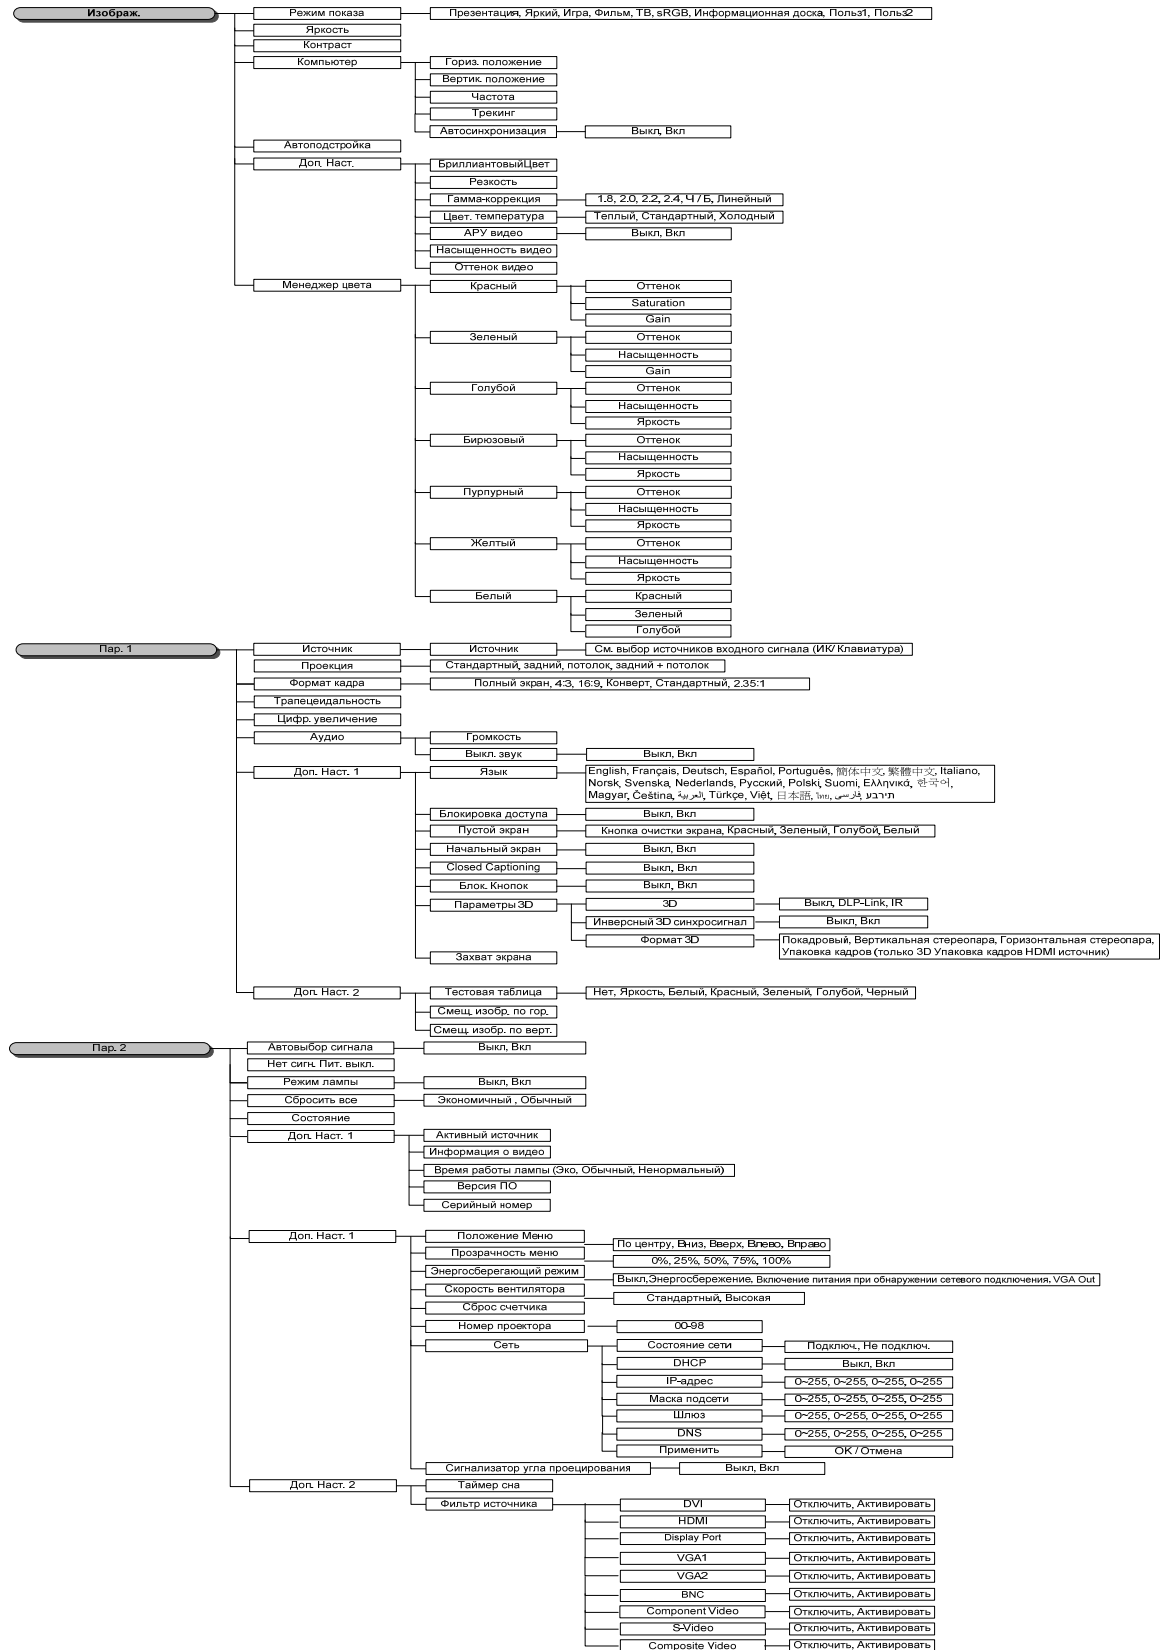 Изображ.
Режим показа
Презентация, Яркий, Игра, Фильм, ТВ, sRGB, Информационная доска, Польз1, Польз2
Яркость
Контраст
Компьютер
Гориз. положение
Вертик. положение
Частота
Трекинг
Автосинхронизация
Выкл, Вкл
Автоподстройка
Доп. Наст.
БриллиантовыйЦвет
Резкость
Гамма-коррекция
1.8, 2.0, 2.2, 2.4, Ч / Б, Линейный
Цвет. температура
Теплый, Стандартный, Холодный
АРУ видео
Выкл, Вкл
Насыщенность видео
Оттенок видео
Менеджер цвета
Красный
Оттенок
Saturation
Gain
Зеленый
Оттенок
Насыщенность
Gain
Голубой
Оттенок
Насыщенность
Яркость
Бирюзовый
Оттенок
Насыщенность
Яркость
Пурпурный
Оттенок
Насыщенность
Яркость
Желтый
Оттенок
Насыщенность
Яркость
Белый
Красный
Зеленый
Голубой
Пар. 1
Источник
Источник
См. выбор источников входного сигнала (ИК/ Клавиатура)
Проекция
Стандартный, задний, потолок, задний + потолок
Формат кадра
Полный экран, 4:3, 16:9, Конверт, Стандартный, 2.35:1
Трапецеидальность
Цифр. увеличение
Аудио
Громкость
Выкл. звук
Выкл, Вкл
Доп. Наст. 1
Язык
English, Français, Deutsch, Español, Português, 簡体中文, 繁體中文, Italiano,
Norsk, Svenska, Nederlands, Русский, Polski, Suomi, Ελληνικά, 한국어,
Magyar, Čeština, العربية, Türkçe, Việt, 日本語, ไทย, فارسی, תירבע
Блокировка доступа
Выкл, Вкл
Пустой экран
Кнопка очистки экрана, Красный, Зеленый, Голубой, Белый
Начальный экран
Выкл, Вкл
Closed Captioning
Выкл, Вкл
Блок. Кнопок
Выкл, Вкл
Параметры 3D
3D
Выкл, DLP-Link, IR
Инверсный 3D синхросигнал
Выкл, Вкл
Формат 3D
Покадровый, Вертикальная стереопара, Горизонтальная стереопара,
Упаковка кадров (только 3D Упаковка кадров HDMI источник)
Захват экрана
Доп. Наст. 2
Тестовая таблица
Нет, Яркость, Белый, Красный, Зеленый, Голубой, Черный
Смещ. изобр. по гор.
Смещ. изобр. по верт.
Пар. 2
Автовыбор сигнала
Выкл, Вкл
Нет сигн. Пит. выкл.
Режим лампы
Выкл, Вкл
Сбросить все
Экономичный , Обычный
Состояние
Доп. Наст. 1
Активный источник
Информация о видео
Время работы лампы (Эко, Обычный, Ненормальный)
Версия ПО
Серийный номер
Доп. Наст. 1
Положение Меню
По центру, Вниз, Вверх, Влево, Вправо
Прозрачность меню
0%, 25%, 50%, 75%, 100%
Энергосберегающий режим
Выкл,Энергосбережение, Включение питания при обнаружении сетевого подключения, VGA Out
Скорость вентилятора
Стандартный, Высокая
Сброс счетчика
Номер проектора
00-98
Сеть
Состояние сети
Подключ., Не подключ.
DHCP
Выкл, Вкл
IP-адрес
0~255, 0~255, 0~255, 0~255
Маска подсети
0~255, 0~255, 0~255, 0~255
Шлюз
0~255, 0~255, 0~255, 0~255
DNS
0~255, 0~255, 0~255, 0~255
Применить
OK / Отмена
Сигнализатор угла проецирования
Выкл, Вкл
Доп. Наст. 2
Таймер сна
Фильтр источника
DVI
Отключить, Активировать
HDMI
Отключить, Активировать
Display Port
Отключить, Активировать
VGA1
Отключить, Активировать
VGA2
Отключить, Активировать
BNC
Отключить, Активировать
Component Video
Отключить, Активировать
S-Video
Отключить, Активировать
Composite Video
Отключить, Активировать